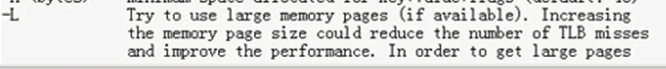 -L Try to use large memory pages (if available). Increasing
the memory page size could reduce the number of TLB misses
and improve the performance. In order to get large pages